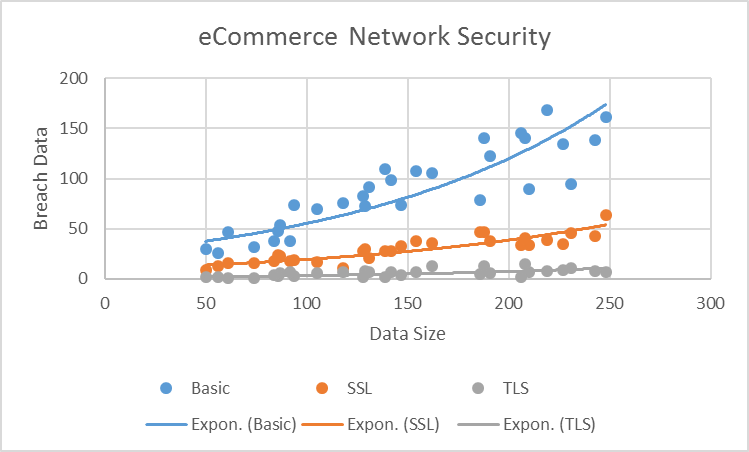 eCommerce Network Security
200
150
100
50
0
Breach Data
0 50 100 150 200 250 300
Data Size
Basic SSL TLS
Expon. (Basic) Expon. (SSL) Expon. (TLS)